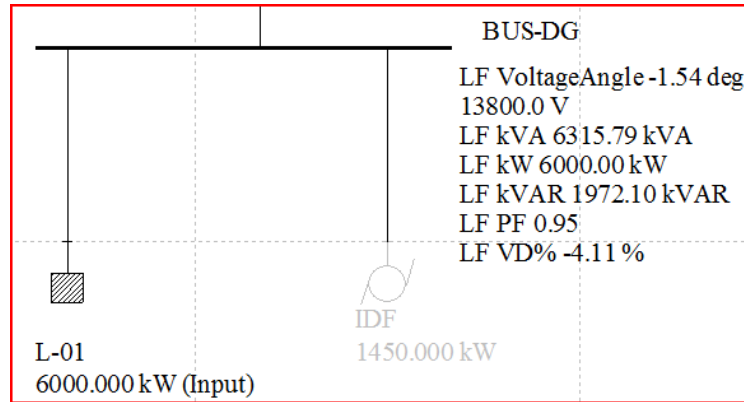 BUS-DG
LF VoltageAngle -1.54 deg
13800.0 V
LF kVA 6315.79 kVA
LF kW 6000.00 kW
LF kVAR 1972.10 kVAR
LF PF 0.95
LF VD% -4.11 %
IDF
1450.000 kW
L-01
6000.000 kW (Input)